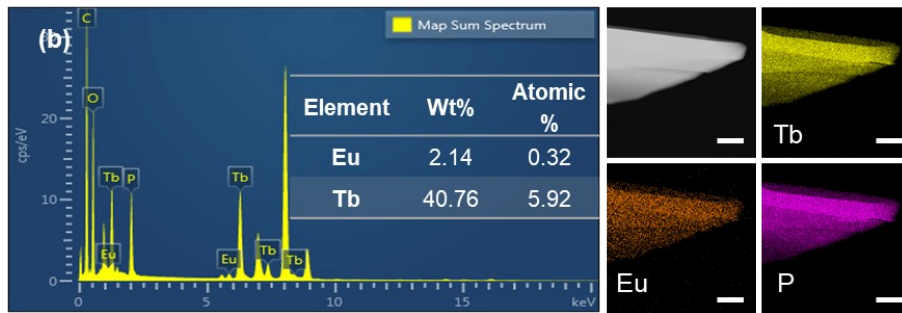 (b)
Map Sum Spectrum
C
O
Tb
P
Eu
Tb
Eu
Tb
Tb
cps/eV
20
10
0
0
5
10
15
keV
Element Wt% Atomic %
Eu 2.14 0.32
Tb 40.76 5.92
Tb
Eu
P